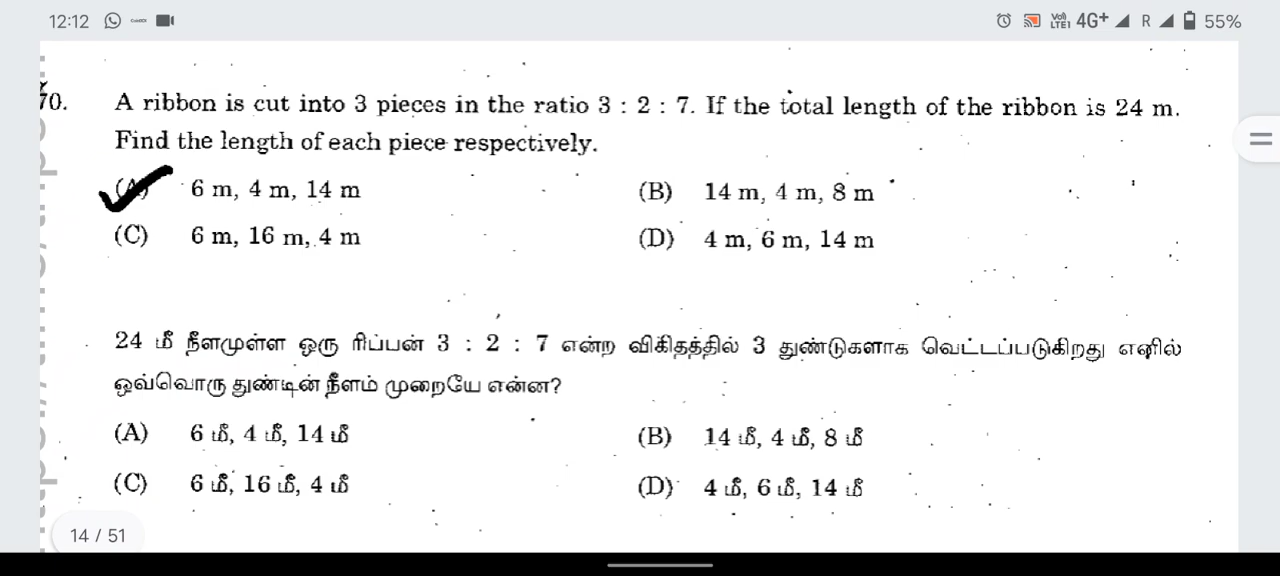 12:12
4G+ R 55%
70. A ribbon is cut into 3 pieces in the ratio 3 : 2 : 7. If the total length of the ribbon is 24 m.
Find the length of each piece respectively.
(A) 6 m, 4 m, 14 m (B) 14 m, 4 m, 8 m
(C) 6 m, 16 m, 4 m (D) 4 m, 6 m, 14 m
24 மீ நீளமுள்ள ஒரு ரிப்பன் 3 : 2 : 7 என்ற விகிதத்தில் 3 துண்டுகளாக வெட்டப்படுகிறது எனில்
ஒவ்வொரு துண்டின் நீளம் முறையே என்ன?
(A) 6 மீ, 4 மீ, 14 மீ (B) 14 மீ, 4 மீ, 8 மீ
(C) 6 மீ, 16 மீ, 4 மீ (D) 4 மீ, 6 மீ, 14 மீ
14 / 51